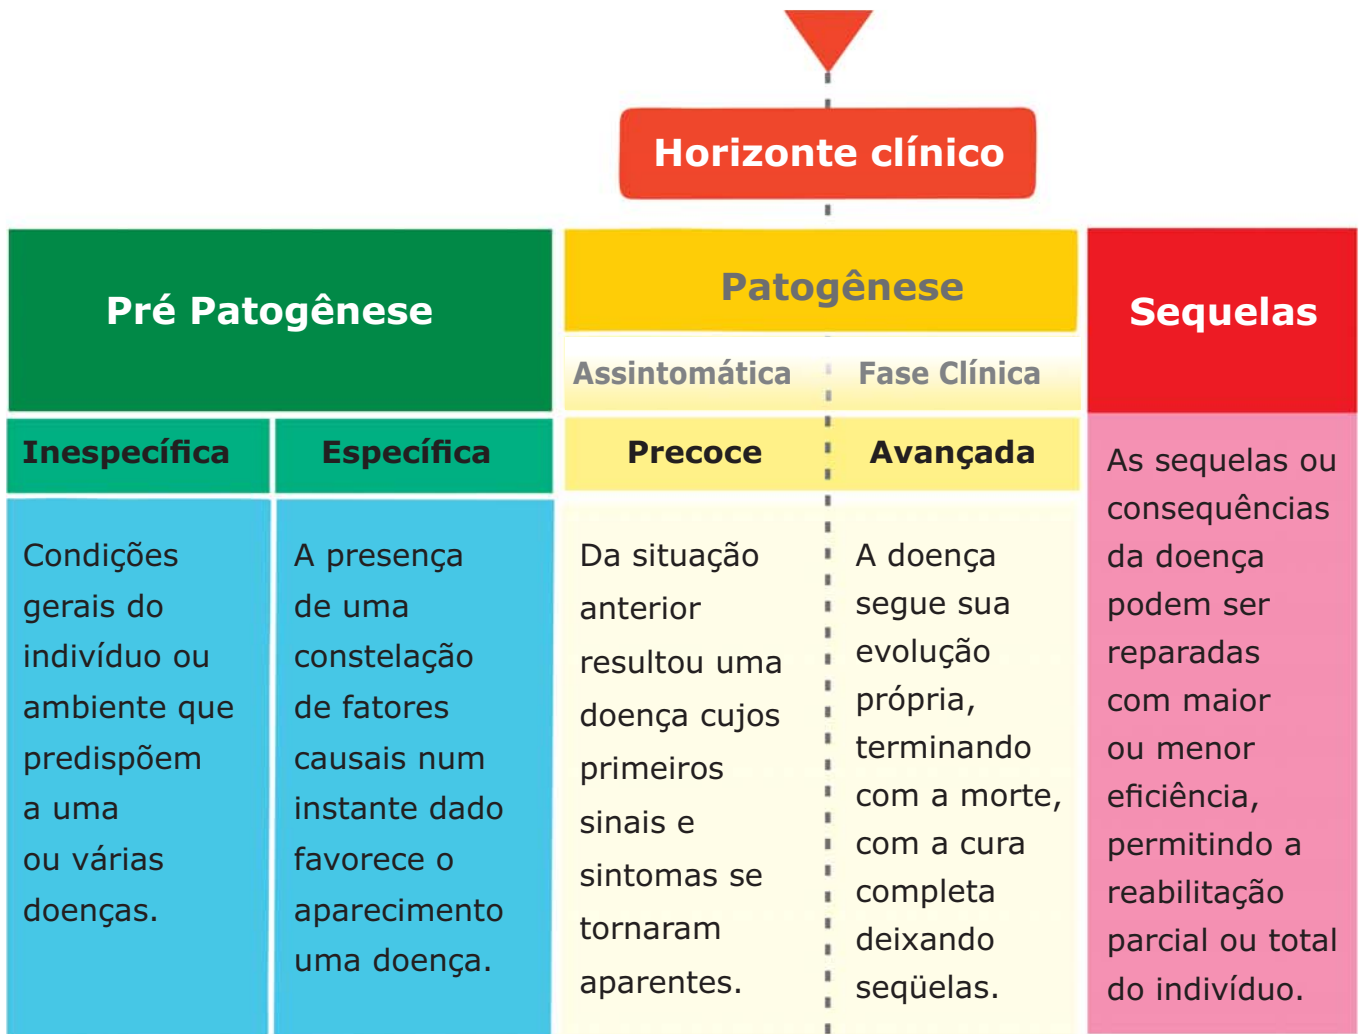 Horizonte clínico
Pré Patogênese
Patogênese
Sequelas
Assintomática
Fase Clínica
Inespecífica
Específica
Precoce
Avançada
Condições
gerais do
indivíduo ou
ambiente que
predispõem
a uma
ou várias
doenças.
A presença
de uma
constelação
de fatores
causais num
instante dado
favorece o
aparecimento
uma doença.
Da situação
anterior
resultou uma
doença cujos
primeiros
sinais e
sintomas se
tornaram
aparentes.
A doença
segue sua
evolução
própria,
terminando
com a morte,
com a cura
completa
deixando
seqüelas.
As sequelas ou
consequências
da doença
podem ser
reparadas
com maior
ou menor
eficiência,
permitindo a
reabilitação
parcial ou total
do indivíduo.